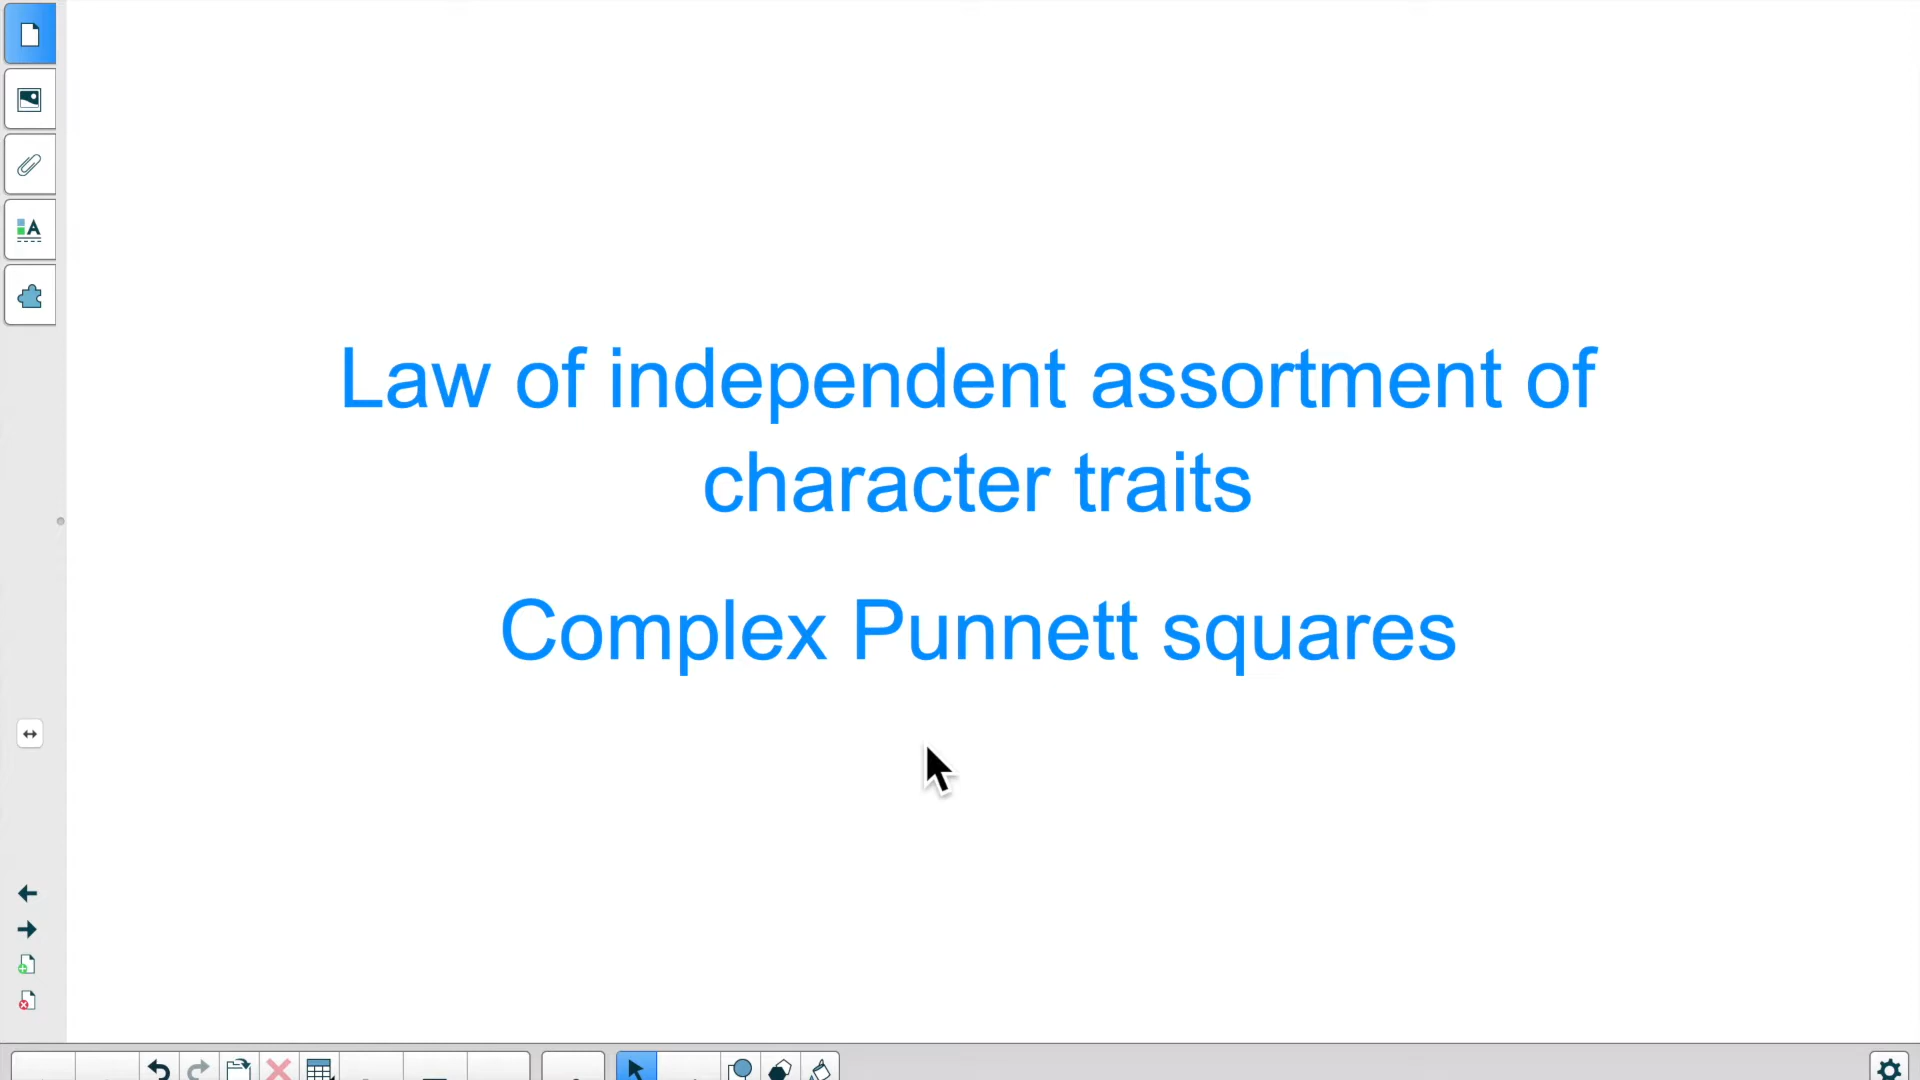 Law of independent assortment of
character traits
Complex Punnett squares